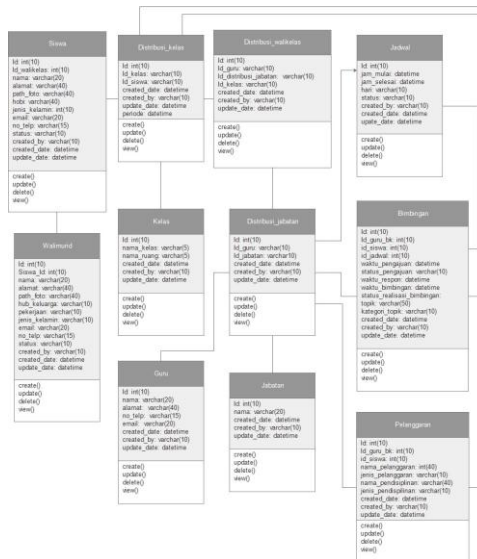 Siswa
Id: int(10)
Id_walikelas: int(10)
nama: varchar(20)
alamat: varchar(40)
path_foto: varchar(40)
hobi: varchar(40)
jenis_kelamin: int(10)
email: varchar(20)
no_telp: varchar(15)
status: varchar(10)
created_by: varchar(10)
created_date: datetime
update_date: datetime
create()
update()
delete()
view()
Distribusi_kelas
Id: int(10)
Id_kelas: varchar(10)
Id_siswa: varchar(10)
created_date: datetime
created_by: varchar(10)
update_date: datetime
periode: datetime
create()
update()
delete()
view()
Distribusi_walikelas
Id: int(10)
Id_guru: varchar(10)
Id_distribusi_jabatan: varchar(10)
Id_kelas: varchar(10)
created_date: datetime
created_by: varchar(10)
update_date: datetime
create()
update()
delete()
view()
Jadwal
Id: int(10)
jam_mulai: datetime
jam_selesai: datetime
hari: varchar(10)
status: varchar(10)
created_by: varchar(10)
created_date: datetime
upate_date: datetime
create()
update()
delete()
view()
Walimurid
Id: int(10)
Siswa_Id: int(10)
nama: varchar(20)
alamat: varchar(40)
path_foto: varchar(40)
hub_keluarga: varchar(10)
pekerjaan: varchar(10)
jenis_kelamin: varchar(10)
email: varchar(20)
no_telp: varchar(15)
status: varchar(10)
created_by: varchar(10)
created_date: datetime
update_date: datetime
create()
update()
delete()
view()
Kelas
Id: int(10)
nama_kelas: varchar(5)
nama_ruang: varchar(5)
created_date: datetime
created_by: varchar(10)
update_date: datetime
create()
update()
delete()
view()
Distribusi_jabatan
Id: int(10)
Id_guru: varchar(10)
Id_jabatan: varchar(10)
created_date: datetime
created_by: varchar(10)
update_date: datetime
create()
update()
delete()
view()
Bimbingan
Id: int(10)
Id_guru_bk: int(10)
id_siswa: int(10)
id_jadwal: int(10)
waktu_pengajuan: datetime
status_pengajuan: varchar(10)
waktu_respon: datetime
waktu_bimbingan: datetime
status_realisasi_bimbingan:
topik: varchar(50)
kategori_topik: varchar(10)
created_date: datetime
created_by: varchar(10)
update_date: datetime
create()
update()
delete()
view()
Guru
Id: int(10)
nama: varchar(20)
alamat: varchar(40)
no_telp: varchar(15)
email: varchar(20)
created_date: datetime
created_by: varchar(10)
update_date: datetime
create()
update()
delete()
view()
Jabatan
Id: int(10)
nama: varchar(20)
created_date: datetime
created_by: varchar(10)
update_date: datetime
create()
update()
delete()
view()
Pelanggaran
Id: int(10)
Id_guru_bk: int(10)
id_siswa: int(10)
nama_pelanggaran: int(40)
jenis_pelanggaran: varchar(10)
nama_pendisiplinan: varchar(40)
jenis_pendispilinan: varchar(10)
created_date: datetime
created_by: varchar(10)
update_date: datetime
create()
update()
delete()
view()